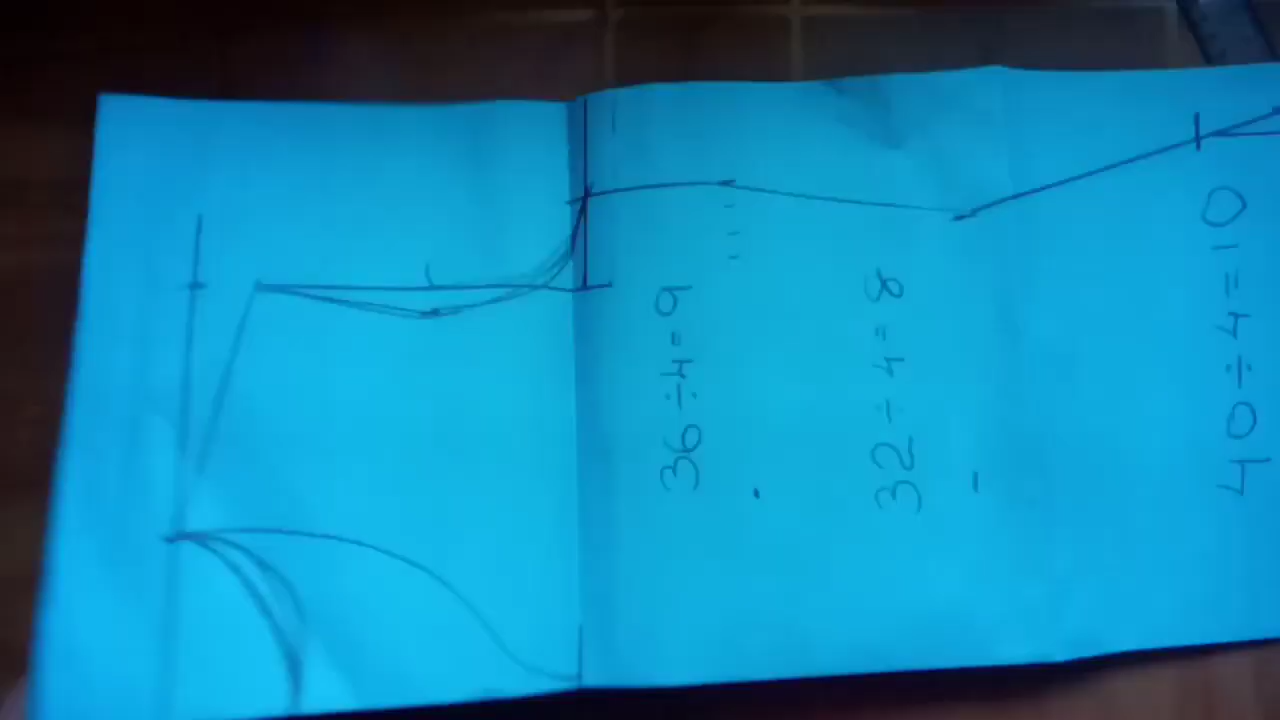 36 ÷ 4 = 9
32 ÷ 4 = 8
40 ÷ 4 = 10